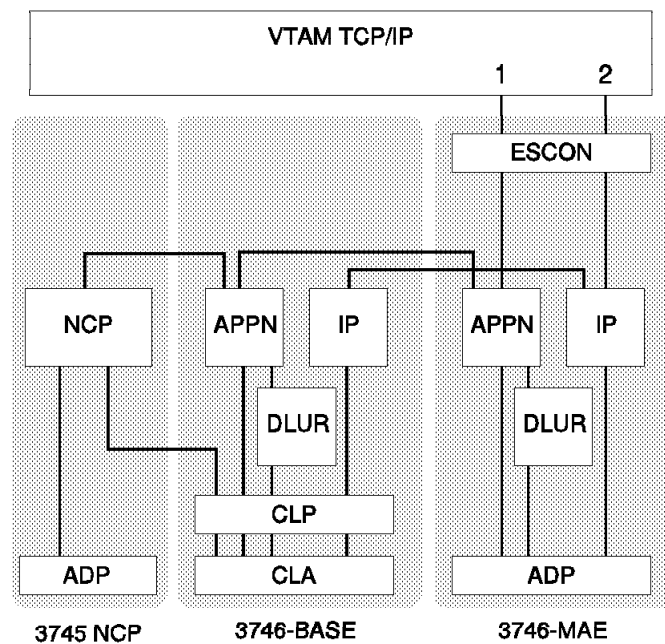 VTAM TCP/IP
1 2
ESCON
NCP APPN IP APPN IP
DLUR DLUR
CLP
ADP CLA ADP
3745 NCP 3746-BASE 3746-MAE